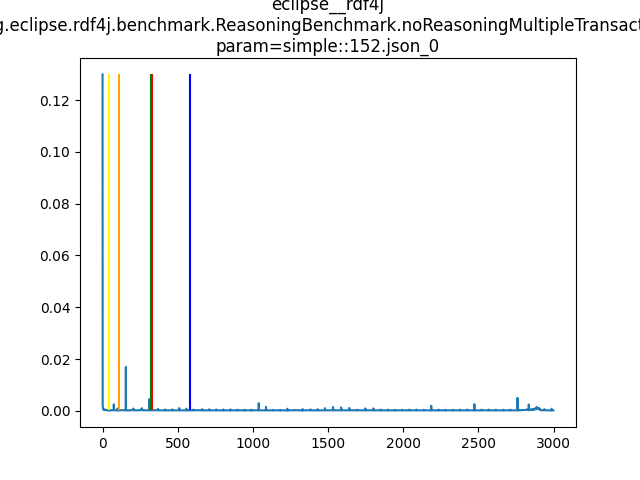 eclipse__rdf4j
g.eclipse.rdf4j.benchmark.ReasoningBenchmark.noReasoningMultipleTransact
param=simple::152.json_0
0.12
0.10
0.08
0.06
0.04
0.02
0.00
0 500 1000 1500 2000 2500 3000